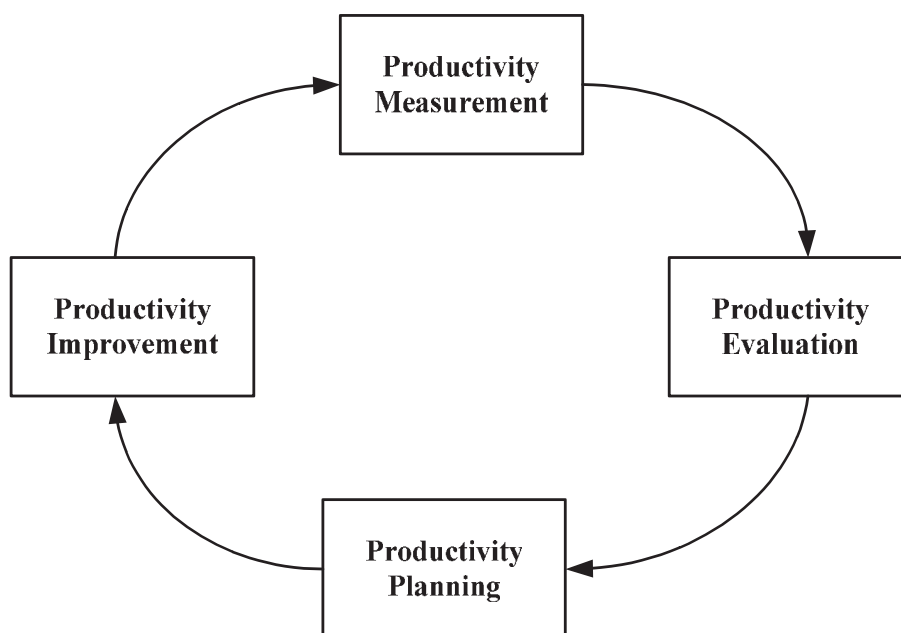 Productivity
Measurement
Productivity
Evaluation
Productivity
Planning
Productivity
Improvement